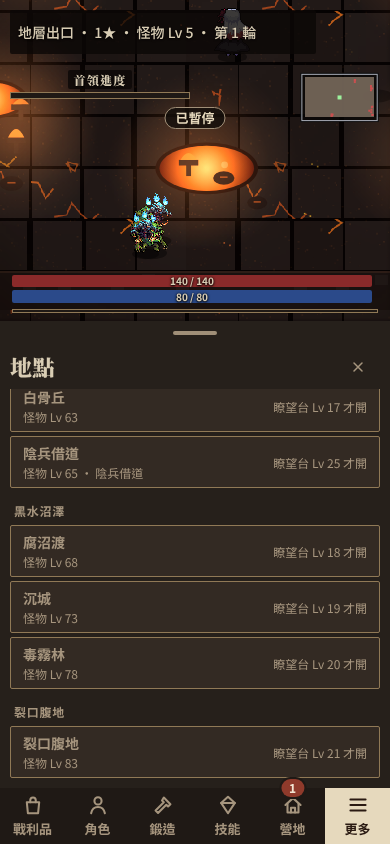 地層出口 · 1★ · 怪物 Lv 5 · 第 1 輪
首領進度
已暫停
140 / 140
80 / 80
地點
×
白骨丘
怪物 Lv 63
瞭望台 Lv 17 才開
陰兵借道
怪物 Lv 65 · 陰兵借道
瞭望台 Lv 25 才開
黑水沼澤
腐沼渡
怪物 Lv 68
瞭望台 Lv 18 才開
沉城
怪物 Lv 73
瞭望台 Lv 19 才開
毒霧林
怪物 Lv 78
瞭望台 Lv 20 才開
裂口腹地
裂口腹地
怪物 Lv 83
瞭望台 Lv 21 才開
1
戰利品
角色
鍛造
技能
營地
更多